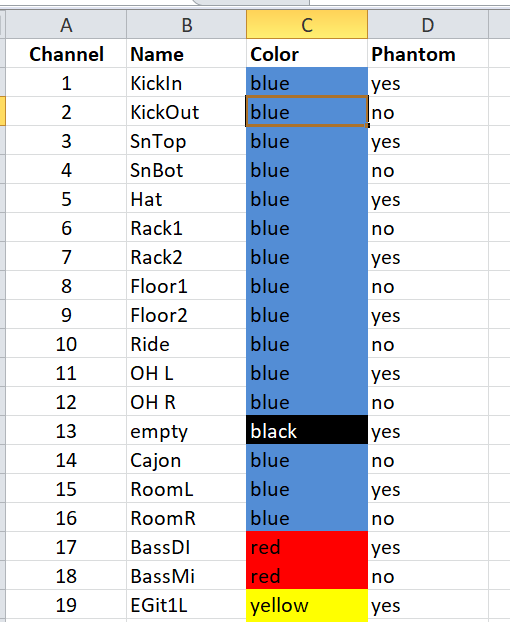 A B C D
Channel Name Color Phantom
1 KickIn blue yes
2 KickOut blue no
3 SnTop blue yes
4 SnBot blue no
5 Hat blue yes
6 Rack1 blue no
7 Rack2 blue yes
8 Floor1 blue no
9 Floor2 blue yes
10 Ride blue no
11 OH L blue yes
12 OH R blue no
13 empty black yes
14 Cajon blue no
15 RoomL blue yes
16 RoomR blue no
17 BassDI red yes
18 BassMi red no
19 EGit1L yellow yes